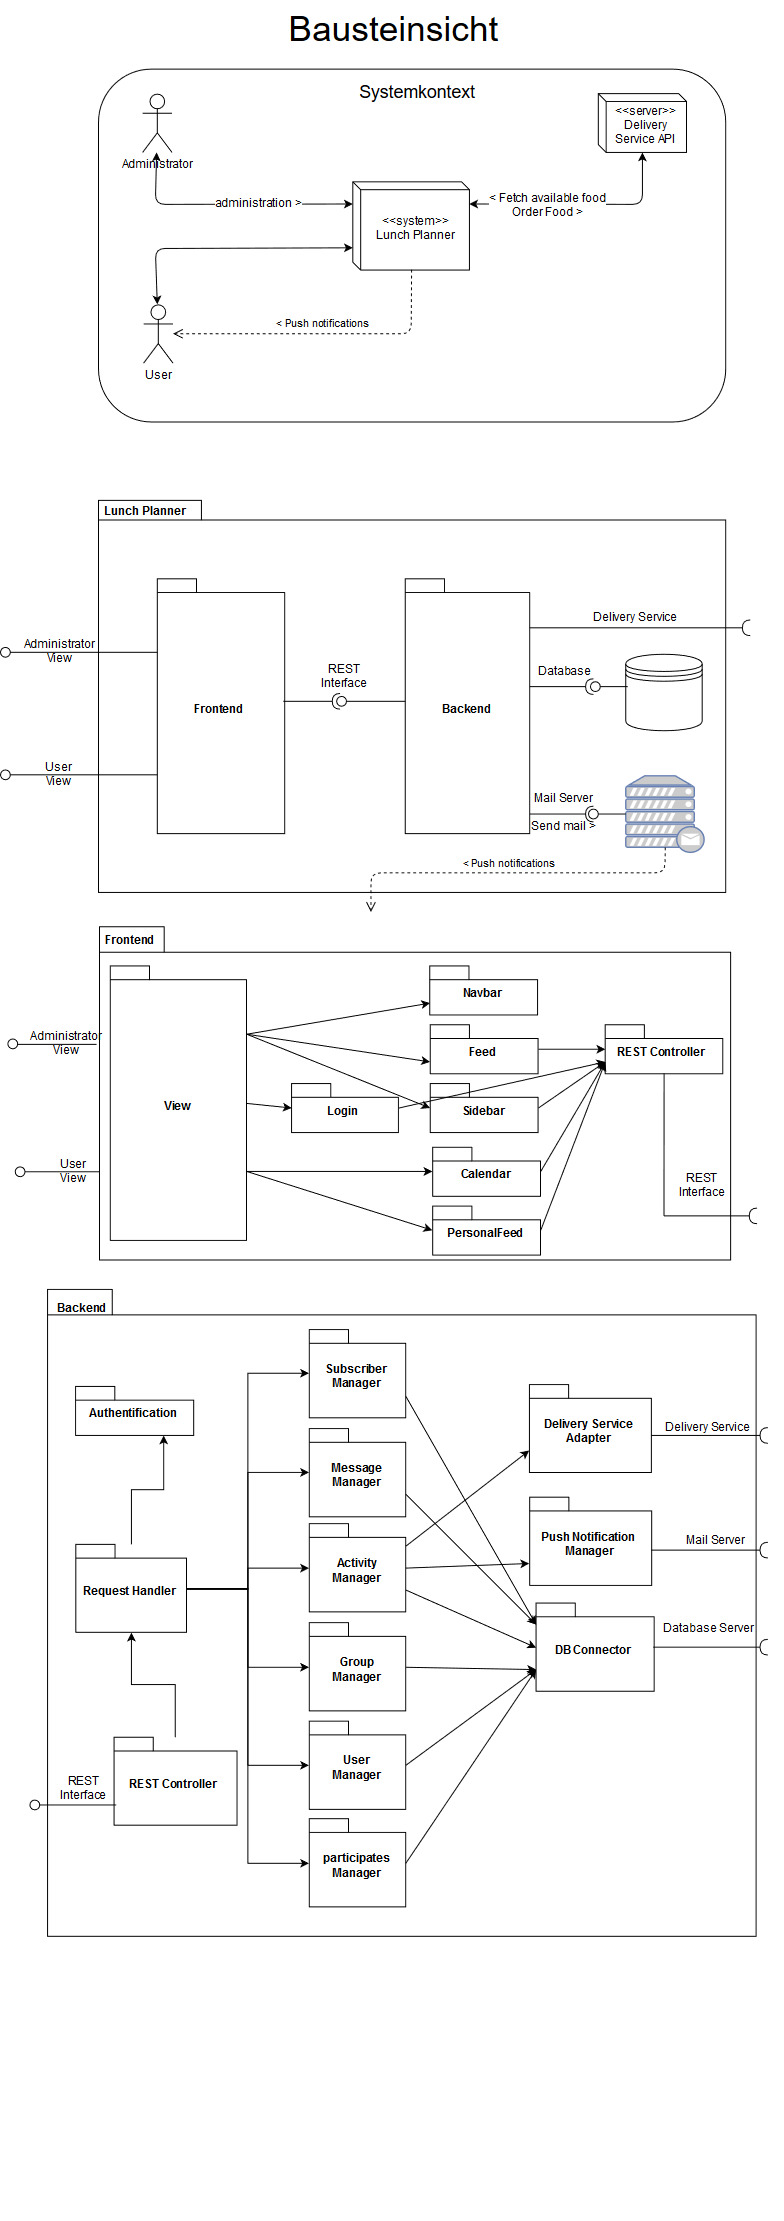 Bausteinsicht
Systemkontext
<<server>>
Delivery
Service API
Administrator
administration >
< Fetch available food
Order Food >
<<system>>
Lunch Planner
< Push notifications
User
Lunch Planner
Delivery Service
Administrator
View
REST
Interface
Database
Frontend
Backend
User
View
Mail Server
Send mail >
< Push notifications
Frontend
Navbar
Administrator
View
Feed
REST Controller
View
Login
Sidebar
User
View
Calendar
REST
Interface
PersonalFeed
Backend
Subscriber
Manager
Authentification
Delivery Service
Adapter
Delivery Service
Message
Manager
Push Notification
Manager
Mail Server
Activity
Manager
Request Handler
Database Server
DB Connector
Group
Manager
User
Manager
REST
Interface
REST Controller
participates
Manager